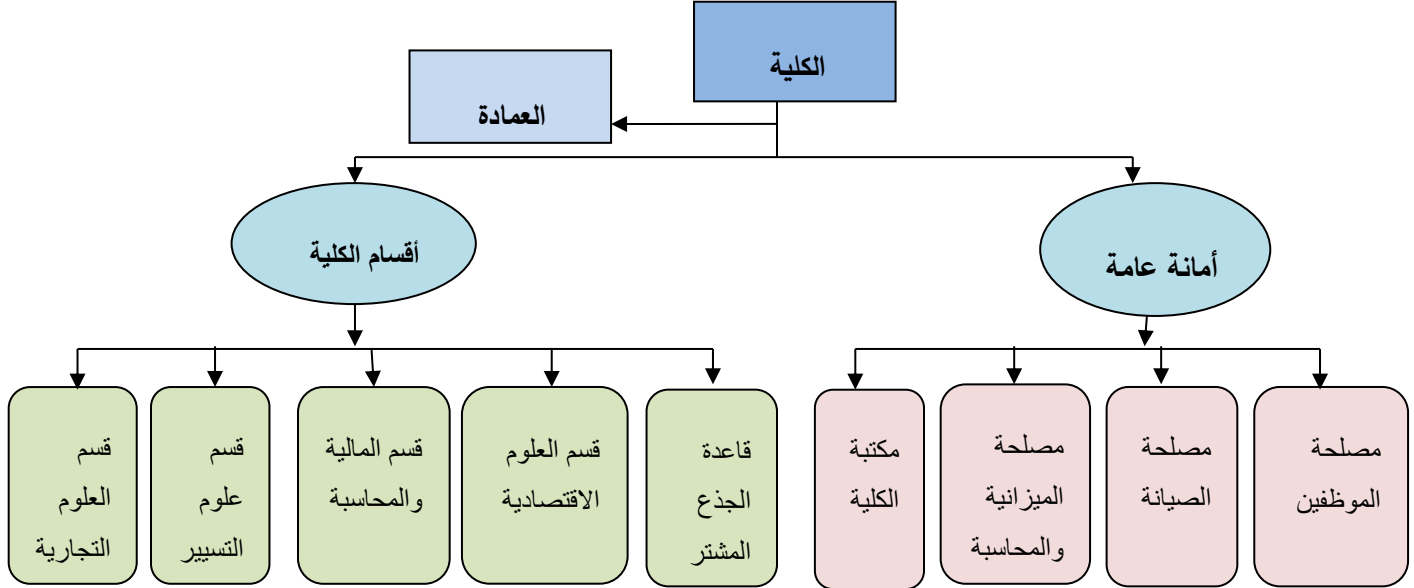 الكلية
العمادة
أمانة عامة
أقسام الكلية
مصلحة
الموظفين
مصلحة
الصيانة
مصلحة
الميزانية
والمحاسبة
مكتبة
الكلية
قاعدة
الجذع
المشتر
قسم العلوم
الاقتصادية
قسم المالية
والمحاسبة
قسم
علوم
التسيير
قسم
العلوم
التجارية